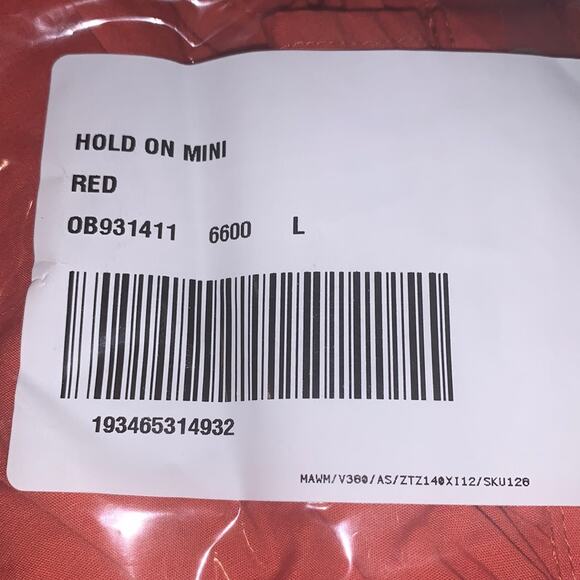 HOLD ON MINI
RED
OB931411 6600 L
193465314932
MAWM/V380/AS/ZTZ140XI12/SKU128